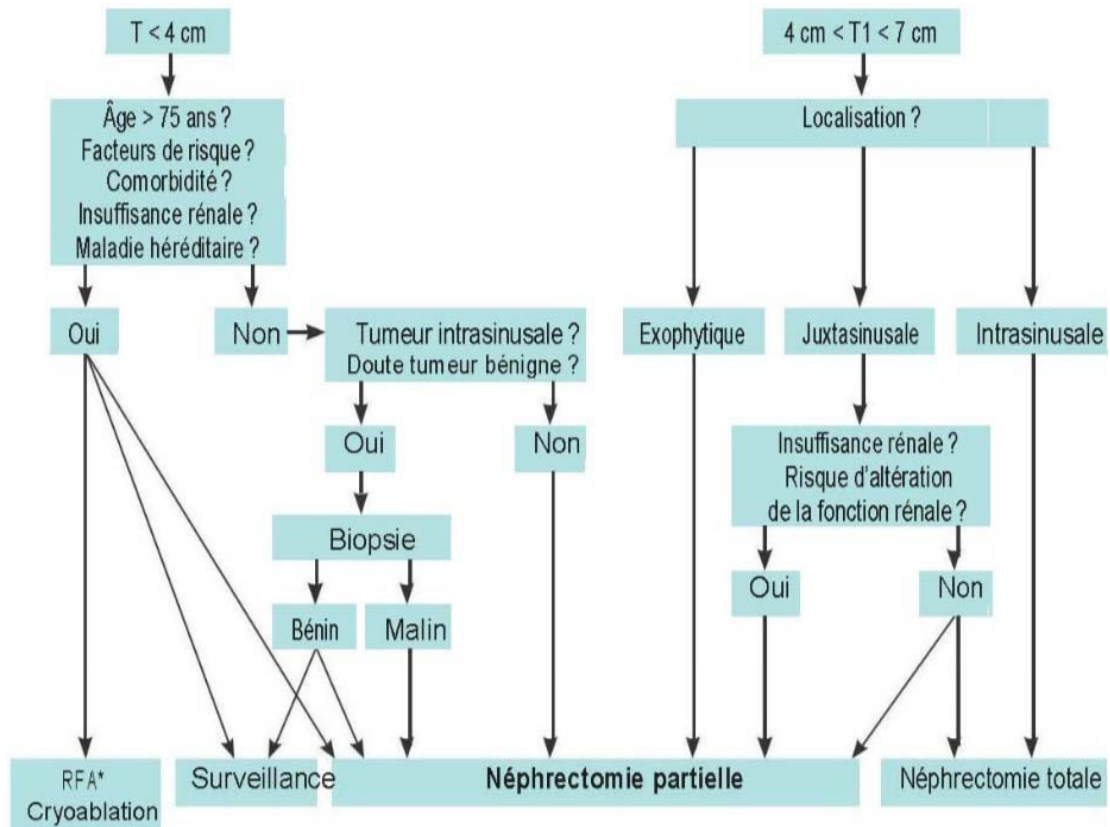 T < 4 cm
4 cm < T1 < 7 cm
Âge > 75 ans ?
Facteurs de risque ?
Comorbidité ?
Insuffisance rénale ?
Maladie héréditaire ?
Localisation ?
Oui
Non
Tumeur intrasinusale ?
Doute tumeur bénigne ?
Exophytique
Juxtasinusale
Intrasinusale
Oui
Non
Insuffisance rénale ?
Risque d'altération
de la fonction rénale ?
Biopsie
Oui
Non
Bénin
Malin
RFA*
Cryoablation
Surveillance
Néphrectomie partielle
Néphrectomie totale